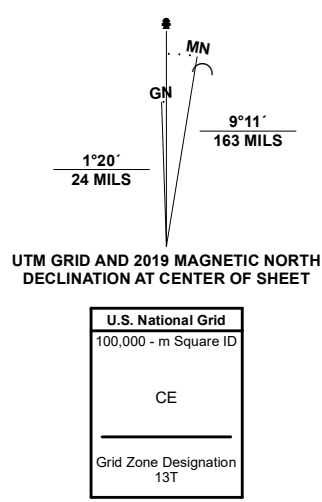 MN
GN
9°11´
163 MILS
1°20´
24 MILS
UTM GRID AND 2019 MAGNETIC NORTH
DECLINATION AT CENTER OF SHEET
U.S. National Grid
100,000 - m Square ID
CE
Grid Zone Designation
13T